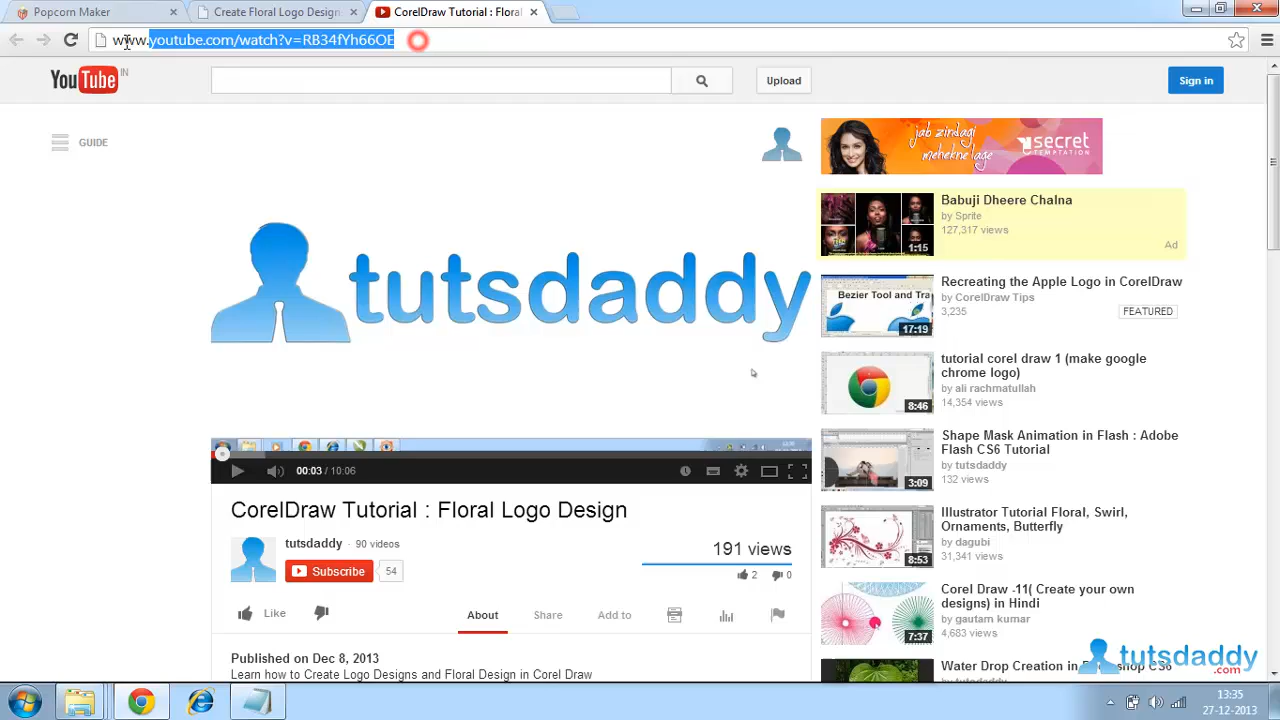 Popcorn Maker
Create Floral Logo Design
CorelDraw Tutorial : Floral
www.youtube.com/watch?v=RB34fYh66OE
YouTube IN
Upload
Sign in
GUIDE
tutsdaddy
jab zindagi
mehekne lage
secret
TEMPTATION
Babuji Dheere Chalna
by Sprite
127,317 views
1:15
Ad
Bezier Tool and Tra
17:19
Recreating the Apple Logo in CorelDraw
by CorelDraw Tips
3,235
FEATURED
8:46
tutorial corel draw 1 (make google
chrome logo)
by ali rachmatullah
14,354 views
3:09
Shape Mask Animation in Flash : Adobe
Flash CS6 Tutorial
by tutsdaddy
132 views
8:53
Illustrator Tutorial Floral, Swirl,
Ornaments, Butterfly
by dagubi
31,341 views
7:37
Corel Draw -11( Create your own
designs) in Hindi
by gautam kumar
4,683 views
Water Drop Creation in Photoshop CS6
by tutsdaddy
00:03 / 10:06
CorelDraw Tutorial : Floral Logo Design
tutsdaddy · 90 videos
Subscribe 54
191 views
2 0
Like
About
Share
Add to
Published on Dec 8, 2013
Learn how to Create Logo Designs and Floral Design in Corel Draw
tutsdaddy
.com
13:35
27-12-2013